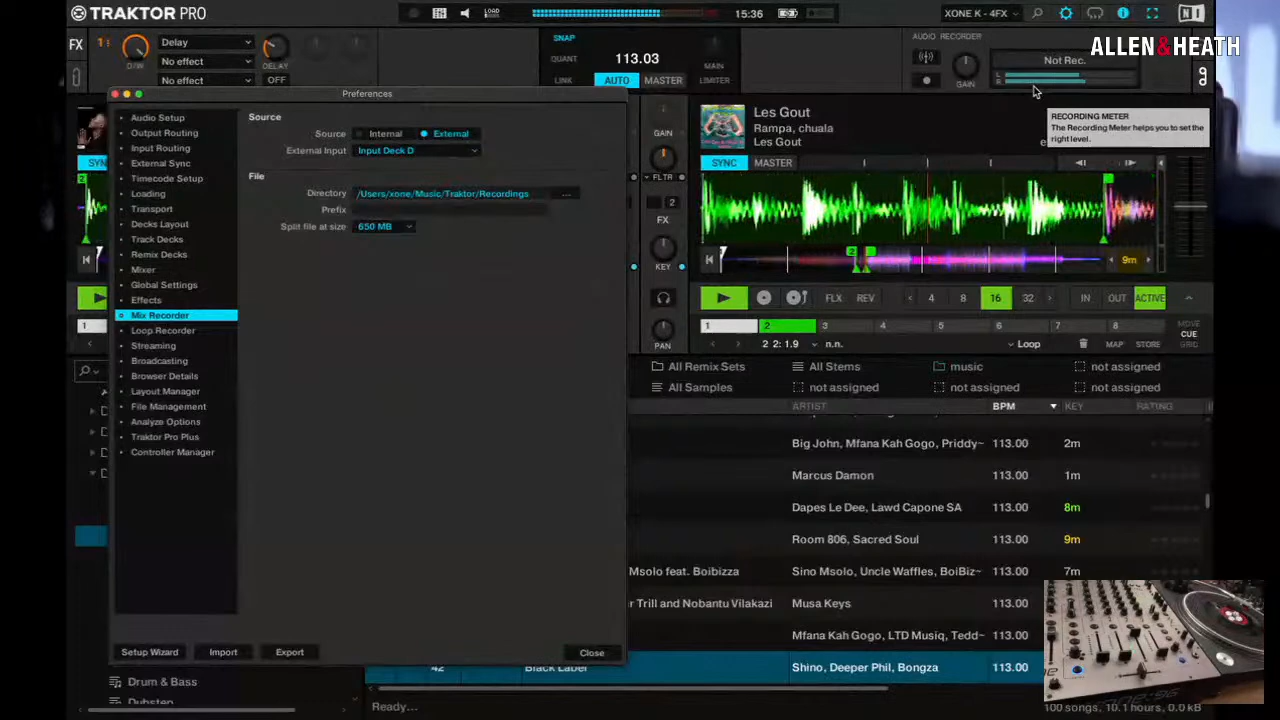 TRAKTOR PRO
LOAD
15:36
XONE K - 4FX
ALLEN&HEATH
FX
Delay
No effect
No effect
D/W
DELAY
OFF
SNAP
QUANT
LINK
113.03
AUTO
MASTER
MAIN
LIMITER
AUDIO RECORDER
GAIN
Not Rec.
L
R
RECORDING METER
The Recording Meter helps you to set the
right level.
Preferences
Audio Setup
Output Routing
Input Routing
External Sync
Timecode Setup
Loading
Transport
Decks Layout
Track Decks
Remix Decks
Mixer
Global Settings
Effects
Mix Recorder
Loop Recorder
Streaming
Broadcasting
Browser Details
Layout Manager
File Management
Analyze Options
Traktor Pro Plus
Controller Manager
Source
Source
Internal
External
External Input
Input Deck D
File
Directory
/Users/xone/Music/Traktor/Recordings
...
Prefix
Split file at size
650 MB
Setup Wizard
Import
Export
Close
GAIN
FLTR
2
FX
KEY
PAN
Les Gout
Rampa, chuala
Les Gout
SYNC
MASTER
2
2
9m
FLX
REV
4
8
16
32
IN
OUT
ACTIVE
1
2
3
4
5
6
7
8
MOVE
CUE
GRID
2 2: 1.9
n.n.
Loop
MAP
STORE
All Remix Sets
All Stems
music
not assigned
All Samples
not assigned
not assigned
not assigned
ARTIST
BPM
KEY
RATING
Big John, Mfana Kah Gogo, Priddy~
113.00
2m
Marcus Damon
113.00
1m
Dapes Le Dee, Lawd Capone SA
113.00
8m
Room 806, Sacred Soul
113.00
9m
Msolo feat. Boibizza
Sino Msolo, Uncle Waffles, BoiBiz~
113.00
7m
r Trill and Nobantu Vilakazi
Musa Keys
113.00
Mfana Kah Gogo, LTD Musiq, Tedd~
113.00
42
Black Label
Shino, Deeper Phil, Bongza
113.00
Drum & Bass
Dubstep
Ready...
100 songs, 10.1 hours, 0.0 kB